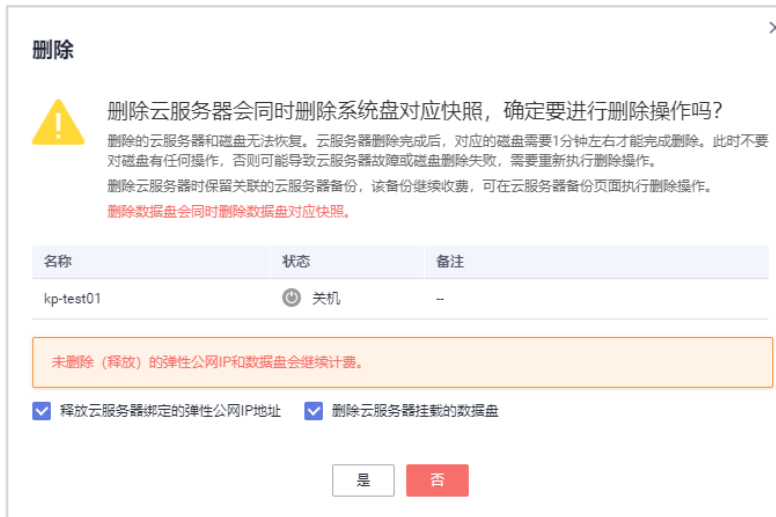 删除
删除云服务器会同时删除系统盘对应快照，确定要进行删除操作吗？
删除的云服务器和磁盘无法恢复。云服务器删除完成后，对应的磁盘需要1分钟左右才能完成删除。此时不要
对磁盘有任何操作，否则可能导致云服务器故障或磁盘删除失败，需要重新执行删除操作。
删除云服务器时保留关联的云服务器备份，该备份继续收费，可在云服务器备份页面执行删除操作。
删除数据盘会同时删除数据盘对应快照。
名称 状态 备注
kp-test01 关机 --
未删除（释放）的弹性公网IP和数据盘会继续计费。
释放云服务器绑定的弹性公网IP地址 删除云服务器挂载的数据盘
是 否